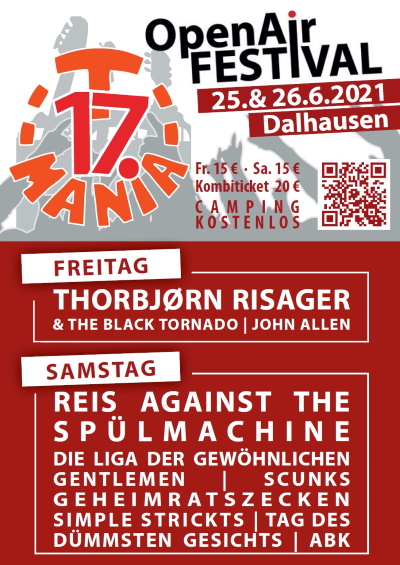 OpenAir
FESTIVAL
25.& 26.6.2021
Dalhausen
T
17.
MANIA
Fr. 15 € · Sa. 15 €
Kombiticket 20 €
CAMPING
KOSTENLOS
FREITAG
THORBJØRN RISAGER
& THE BLACK TORNADO | JOHN ALLEN
SAMSTAG
REIS AGAINST THE
SPÜLMACHINE
DIE LIGA DER GEWÖHNLICHEN
GENTLEMEN | SCUNKS
GEHEIMRATSZECKEN
SIMPLE STRICKTS | TAG DES
DÜMMSTEN GESICHTS | ABK